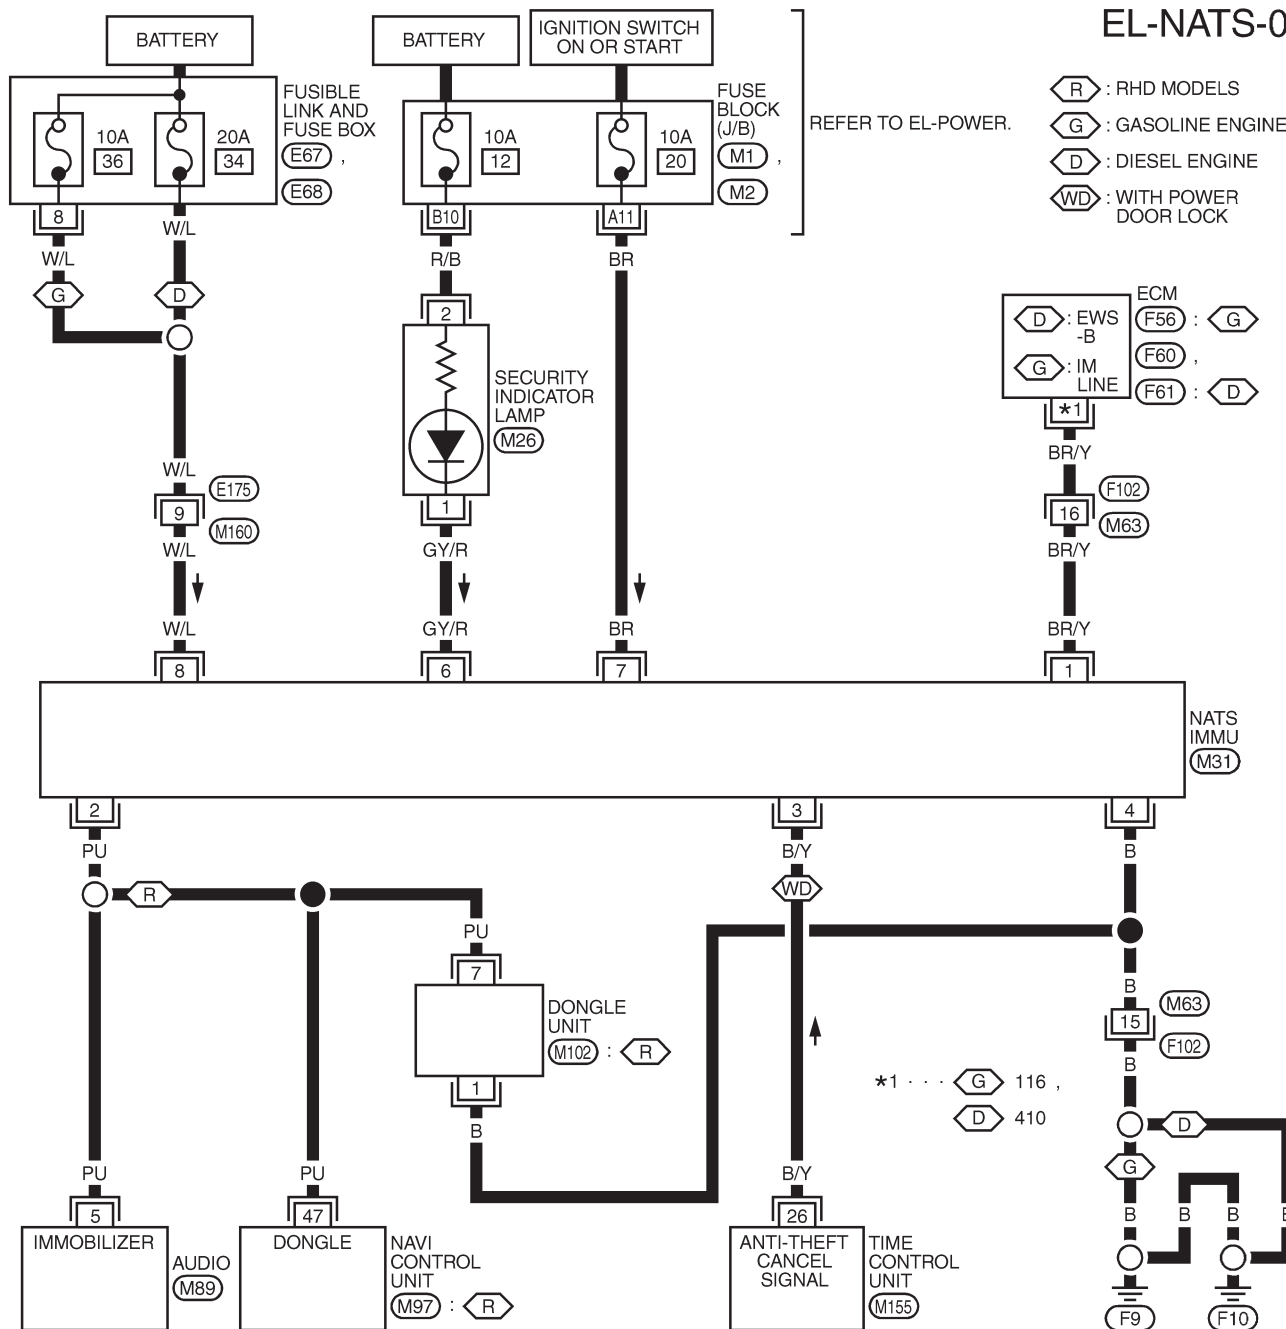 EL-NATS-0
BATTERY
BATTERY
IGNITION SWITCH
ON OR START
R : RHD MODELS
G : GASOLINE ENGINE
D : DIESEL ENGINE
WD : WITH POWER
DOOR LOCK
10A
36
20A
34
FUSIBLE
LINK AND
FUSE BOX
E67 ,
E68
10A
12
10A
20
FUSE
BLOCK
(J/B)
M1 ,
M2
REFER TO EL-POWER.
8
W/L
B10
A11
W/L
R/B
BR
G
D
2
SECURITY
INDICATOR
LAMP
M26
1
D : EWS
-B
G : IM
LINE
*1
ECM
F56 : G
F60 ,
F61 : D
BR/Y
W/L
E175
9
M160
W/L
GY/R
F102
16
M63
BR/Y
W/L
GY/R
BR
BR/Y
8
6
7
1
NATS
IMMU
M31
2
3
4
PU
B/Y
B
R
WD
PU
7
DONGLE
UNIT
M102 : R
1
B
B
M63
15
F102
B
*1 · · · G 116 ,
D 410
D
G
PU
PU
B/Y
B
B
B
5
47
26
IMMOBILIZER
AUDIO
M89
DONGLE
NAVI
CONTROL
UNIT
M97 : R
ANTI-THEFT
CANCEL
SIGNAL
TIME
CONTROL
UNIT
M155
F9
F10